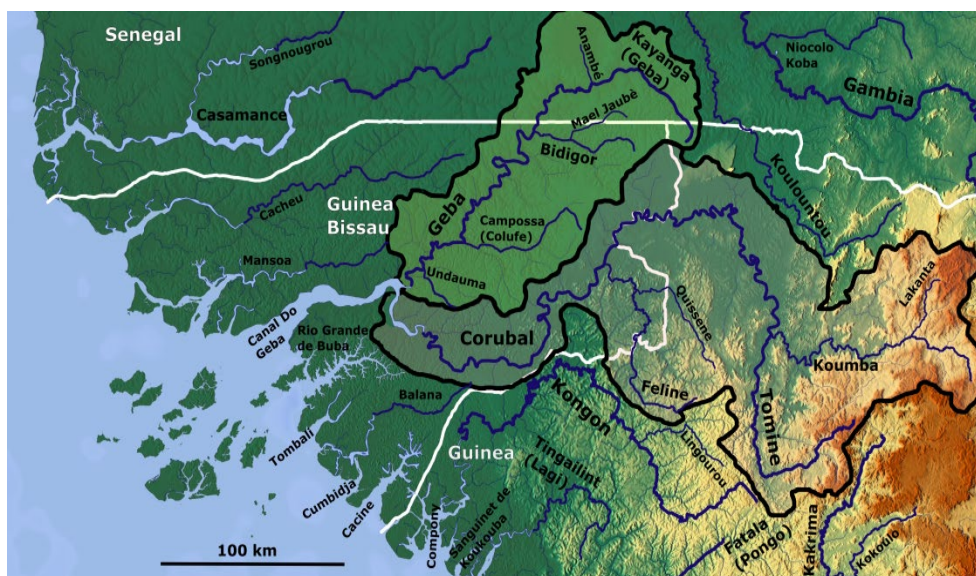 Senegal
Songnougrou
Casamance
Anambé
Kayanga
(Geba)
Niocolo
Koba
Gambia
Mael Jaubè
Bidigor
Koulountou
Cacheu
Guinea
Bissau
Geba
Campossa
(Colufe)
Mansoa
Undauma
Canal Do
Geba
Rio Grande
de Buba
Corubal
Quissene
Lakanta
Koumba
Balana
Feline
Tombali
Kongon
Tomine
Guinea
Tingailint
(Lagi)
Lingourou
Cumbidja
Cacine
Compony
Sanguinet de
Koukouba
Fatala
(Pongo)
Kakrima
Kokoulo
100 km